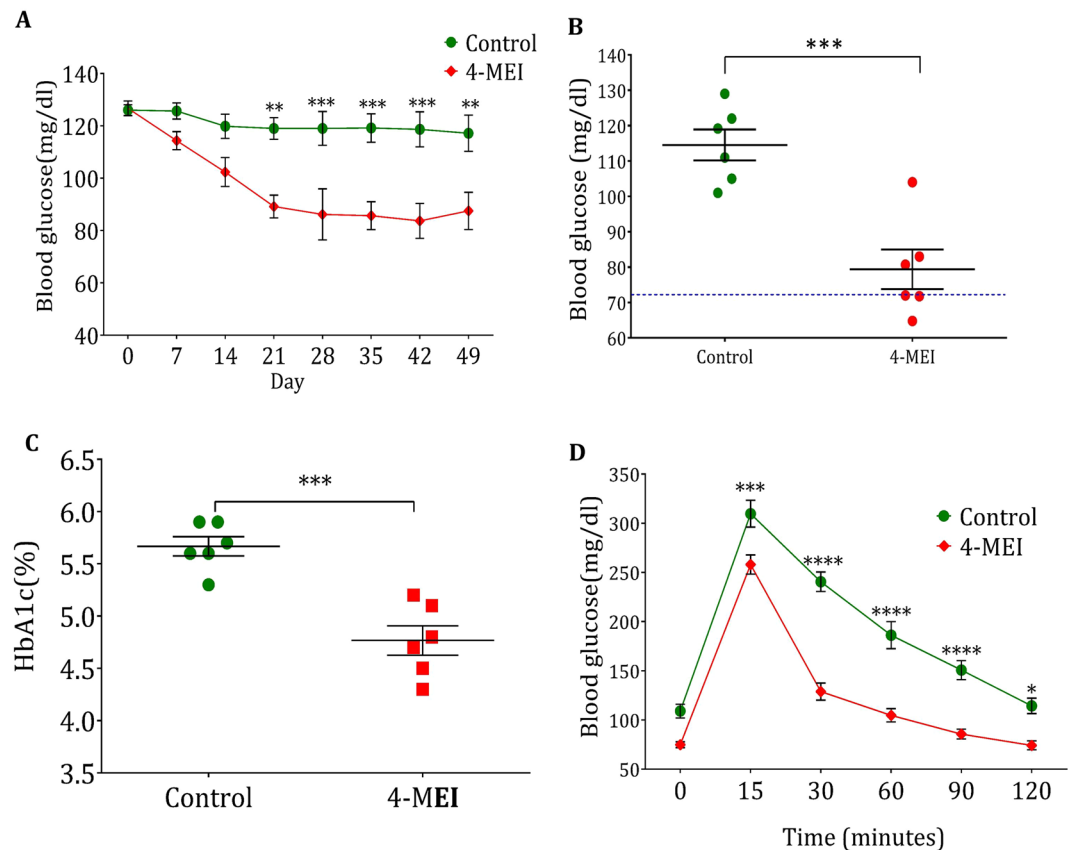 A
Control
4-MEI
Blood glucose(mg/dl)
140
120
100
80
60
40
** *** *** *** **
0 7 14 21 28 35 42 49
Day
B
***
Blood glucose (mg/dl)
140
130
120
110
100
90
80
70
60
Control 4-MEI
C
***
HbA1c(%)
6.5
6.0
5.5
5.0
4.5
4.0
3.5
Control 4-MEI
D
Control
4-MEI
Blood glucose(mg/dl)
350
300
250
200
150
100
50
*** **** **** **** *
0 15 30 60 90 120
Time (minutes)